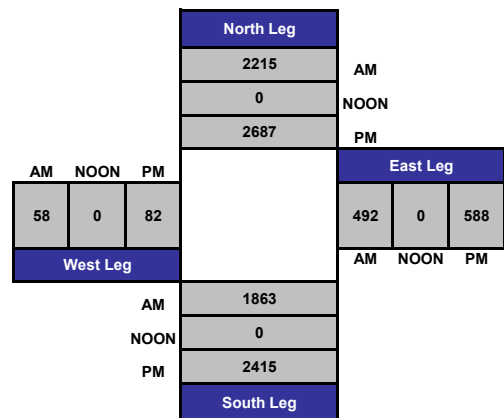 North Leg
2215 AM
0 NOON
2687 PM
AM NOON PM
East Leg
58 0 82
492 0 588
West Leg
AM NOON PM
AM 1863
NOON 0
PM 2415
South Leg